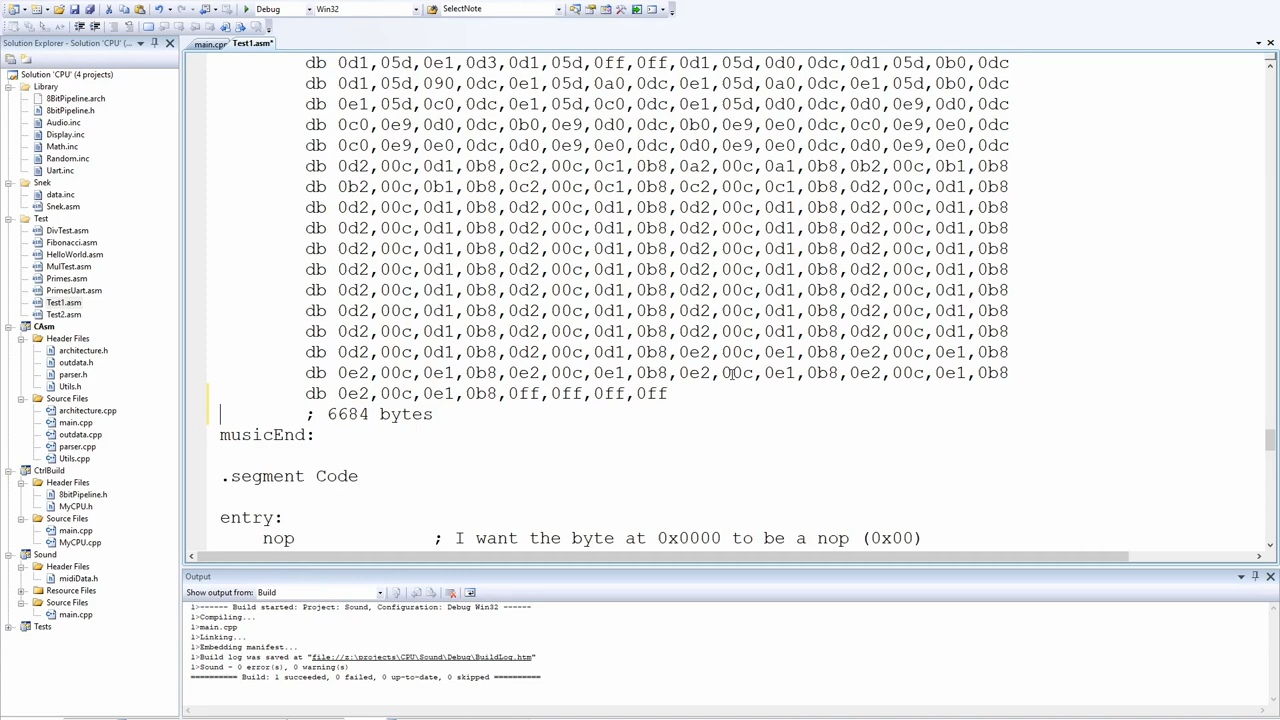 Debug
Win32
SelectNote
Solution Explorer - Solution 'CPU'
main.cpp
Test1.asm*
Solution 'CPU' (4 projects)
Library
8BitPipeline.arch
8BitPipeline.h
Audio.inc
Display.inc
Math.inc
Random.inc
Uart.inc
Snek
data.inc
Snek.asm
Test
DivTest.asm
Fibonacci.asm
HelloWorld.asm
MulTest.asm
Primes.asm
PrimesUart.asm
Test1.asm
Test2.asm
CAsm
Header Files
architecture.h
outdata.h
parser.h
Utils.h
Source Files
architecture.cpp
main.cpp
outdata.cpp
parser.cpp
Utils.cpp
CtrlBuild
Header Files
8bitPipeline.h
MyCPU.h
Source Files
main.cpp
MyCPU.cpp
Sound
Header Files
midiData.h
Resource Files
Source Files
main.cpp
Tests
db 0d1,05d,0e1,0d3,0d1,05d,0ff,0ff,0d1,05d,0d0,0dc,0d1,05d,0b0,0dc
db 0d1,05d,090,0dc,0e1,05d,0a0,0dc,0e1,05d,0a0,0dc,0e1,05d,0b0,0dc
db 0e1,05d,0c0,0dc,0e1,05d,0c0,0dc,0e1,05d,0d0,0dc,0d0,0e9,0d0,0dc
db 0c0,0e9,0d0,0dc,0b0,0e9,0d0,0dc,0b0,0e9,0e0,0dc,0c0,0e9,0e0,0dc
db 0c0,0e9,0e0,0dc,0d0,0e9,0e0,0dc,0d0,0e9,0e0,0dc,0e0,0e9,0e0,0dc
db 0d2,00c,0d1,0b8,0c2,00c,0c1,0b8,0a2,00c,0a1,0b8,0b2,00c,0b1,0b8
db 0b2,00c,0b1,0b8,0c2,00c,0c1,0b8,0c2,00c,0c1,0b8,0d2,00c,0d1,0b8
db 0d2,00c,0d1,0b8,0d2,00c,0d1,0b8,0d2,00c,0d1,0b8,0d2,00c,0d1,0b8
db 0d2,00c,0d1,0b8,0d2,00c,0d1,0b8,0d2,00c,0d1,0b8,0d2,00c,0d1,0b8
db 0d2,00c,0d1,0b8,0d2,00c,0d1,0b8,0d2,00c,0d1,0b8,0d2,00c,0d1,0b8
db 0d2,00c,0d1,0b8,0d2,00c,0d1,0b8,0d2,00c,0d1,0b8,0d2,00c,0d1,0b8
db 0d2,00c,0d1,0b8,0d2,00c,0d1,0b8,0d2,00c,0d1,0b8,0d2,00c,0d1,0b8
db 0d2,00c,0d1,0b8,0d2,00c,0d1,0b8,0d2,00c,0d1,0b8,0d2,00c,0d1,0b8
db 0d2,00c,0d1,0b8,0d2,00c,0d1,0b8,0d2,00c,0d1,0b8,0d2,00c,0d1,0b8
db 0d2,00c,0d1,0b8,0d2,00c,0d1,0b8,0e2,00c,0e1,0b8,0e2,00c,0e1,0b8
db 0e2,00c,0e1,0b8,0e2,00c,0e1,0b8,0e2,00c,0e1,0b8,0e2,00c,0e1,0b8
db 0e2,00c,0e1,0b8,0ff,0ff,0ff,0ff
; 6684 bytes
musicEnd:
.segment Code
entry:
nop ; I want the byte at 0x0000 to be a nop (0x00)
Output
Show output from: Build
1>------ Build started: Project: Sound, Configuration: Debug Win32 ------
1>Compiling...
1>main.cpp
1>Linking...
1>Embedding manifest...
1>Build log was saved at "file://z:\projects\CPU\Sound\Debug\BuildLog.htm"
1>Sound - 0 error(s), 0 warning(s)
========== Build: 1 succeeded, 0 failed, 0 up-to-date, 0 skipped ==========